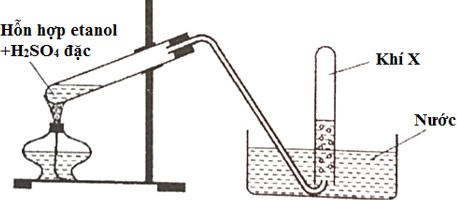 Hỗn hợp etanol
+H₂SO₄ đặc
Khí X
Nước